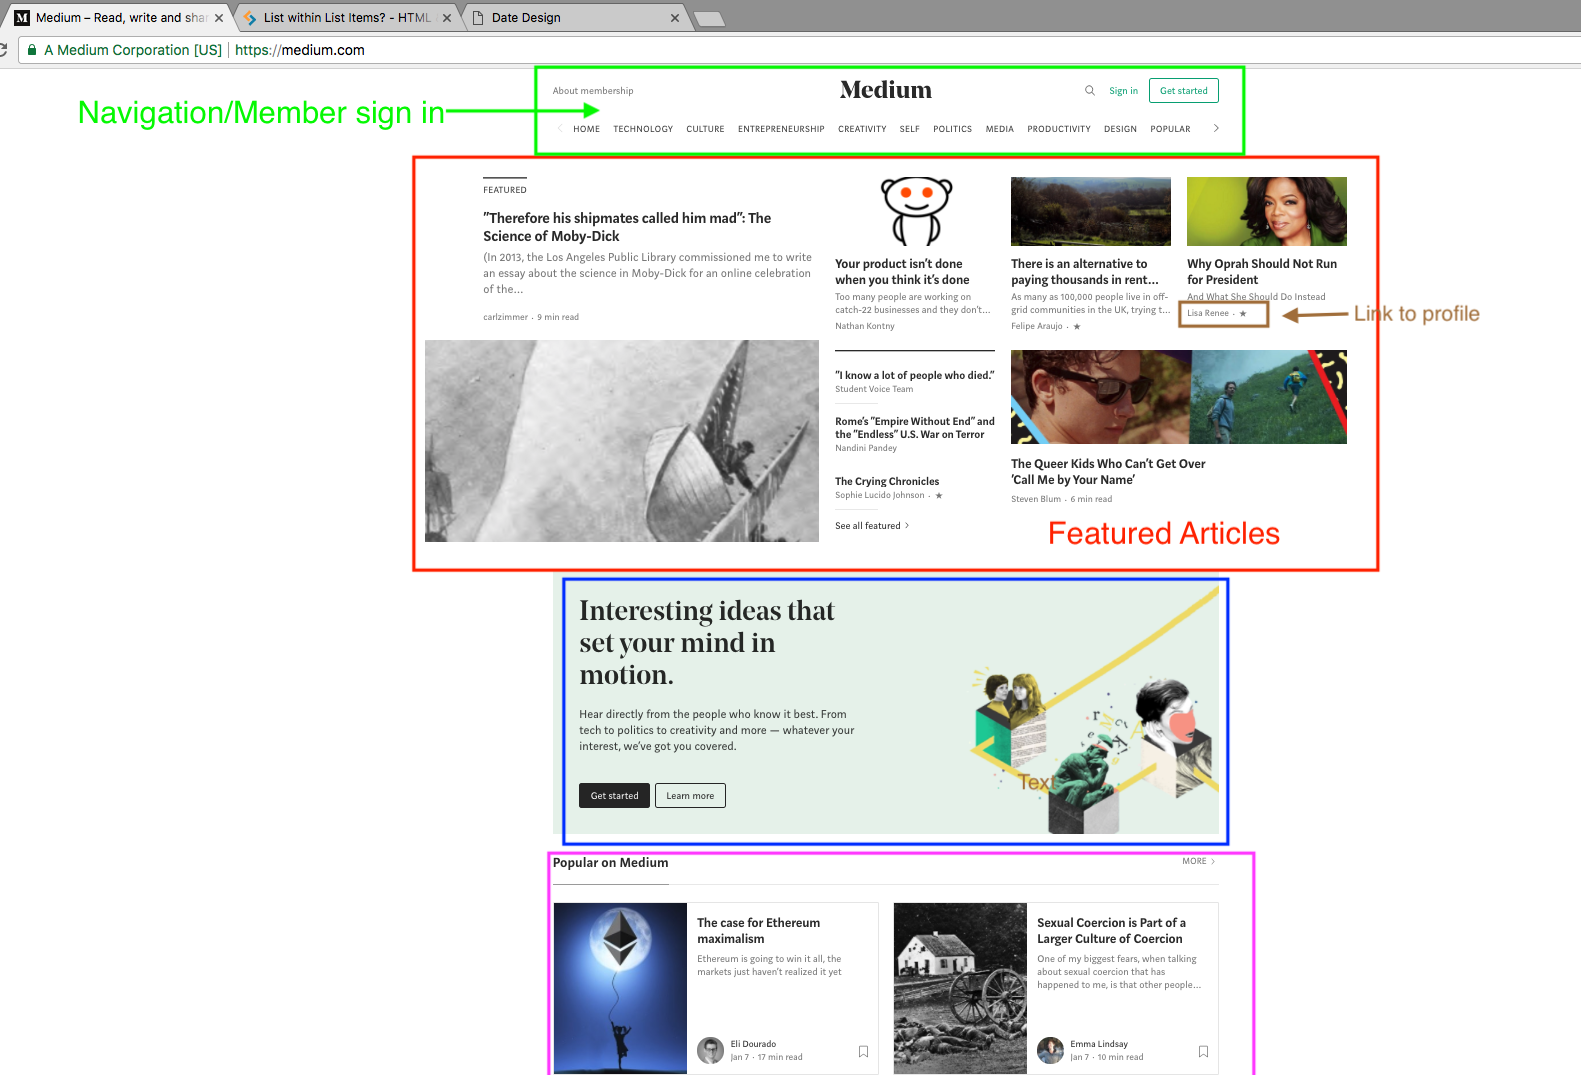 Medium – Read, write and shar
List within List Items? - HTML
Date Design
A Medium Corporation [US]
https://medium.com
Navigation/Member sign in
About membership
Medium
Sign in
Get started
HOME TECHNOLOGY CULTURE ENTREPRENEURSHIP CREATIVITY SELF POLITICS MEDIA PRODUCTIVITY DESIGN POPULAR
FEATURED
"Therefore his shipmates called him mad": The
Science of Moby-Dick
(In 2013, the Los Angeles Public Library commissioned me to write
an essay about the science in Moby-Dick for an online celebration
of the...
carlzimmer · 9 min read
Your product isn't done
when you think it's done
Too many people are working on
catch-22 businesses and they don't...
Nathan Kontny
There is an alternative to
paying thousands in rent...
As many as 100,000 people live in off-
grid communities in the UK, trying t...
Felipe Araujo · ★
Why Oprah Should Not Run
for President
And What She Should Do Instead
Lisa Renee · ★
Link to profile
"I know a lot of people who died."
Student Voice Team
Rome's "Empire Without End" and
the "Endless" U.S. War on Terror
Nandini Pandey
The Crying Chronicles
Sophie Lucido Johnson · ★
See all featured >
The Queer Kids Who Can't Get Over
'Call Me by Your Name'
Steven Blum · 6 min read
Featured Articles
Interesting ideas that
set your mind in
motion.
Hear directly from the people who know it best. From
tech to politics to creativity and more — whatever your
interest, we've got you covered.
Get started
Learn more
Text
Popular on Medium
MORE >
The case for Ethereum
maximalism
Ethereum is going to win it all, the
markets just haven't realized it yet
Eli Dourado
Jan 7 · 17 min read
Sexual Coercion is Part of a
Larger Culture of Coercion
One of my biggest fears, when talking
about sexual coercion that has
happened to me, is that other people...
Emma Lindsay
Jan 7 · 10 min read